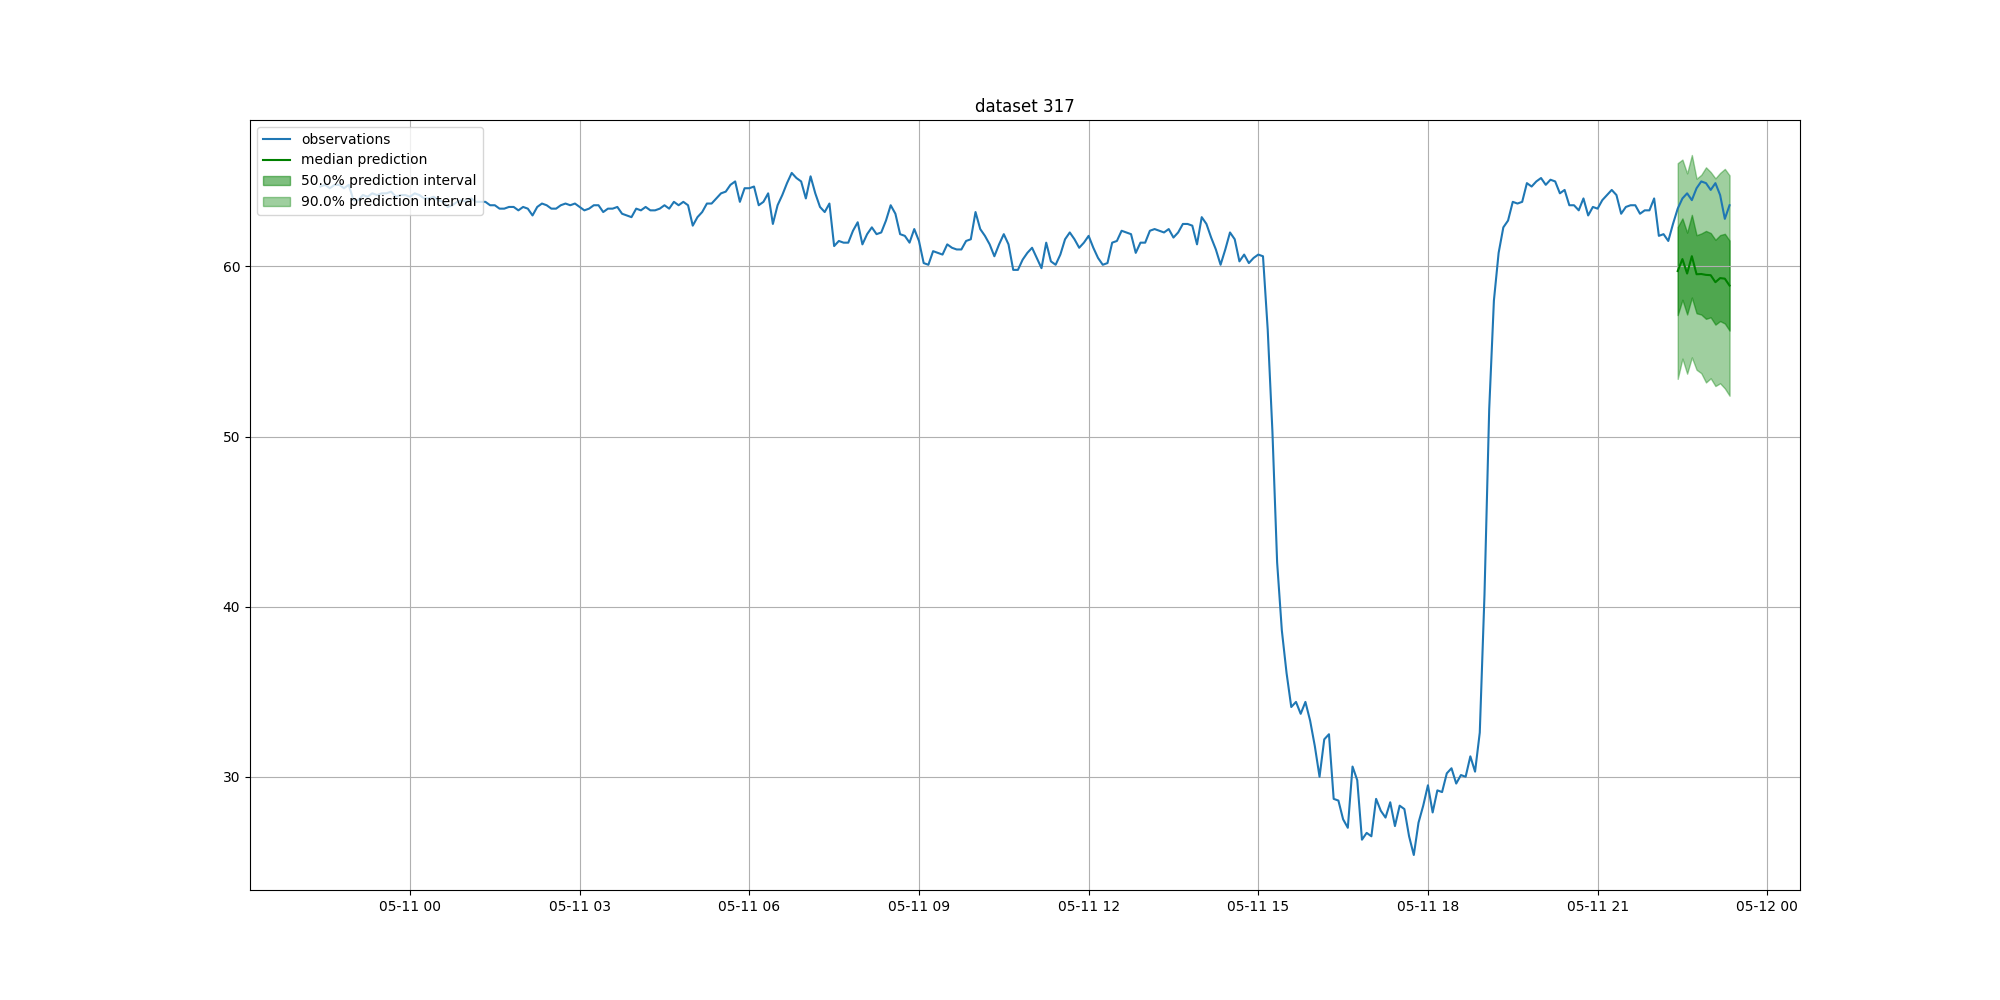 dataset 317
observations
median prediction
50.0% prediction interval
90.0% prediction interval
60
50
40
30
05-11 00
05-11 03
05-11 06
05-11 09
05-11 12
05-11 15
05-11 18
05-11 21
05-12 00